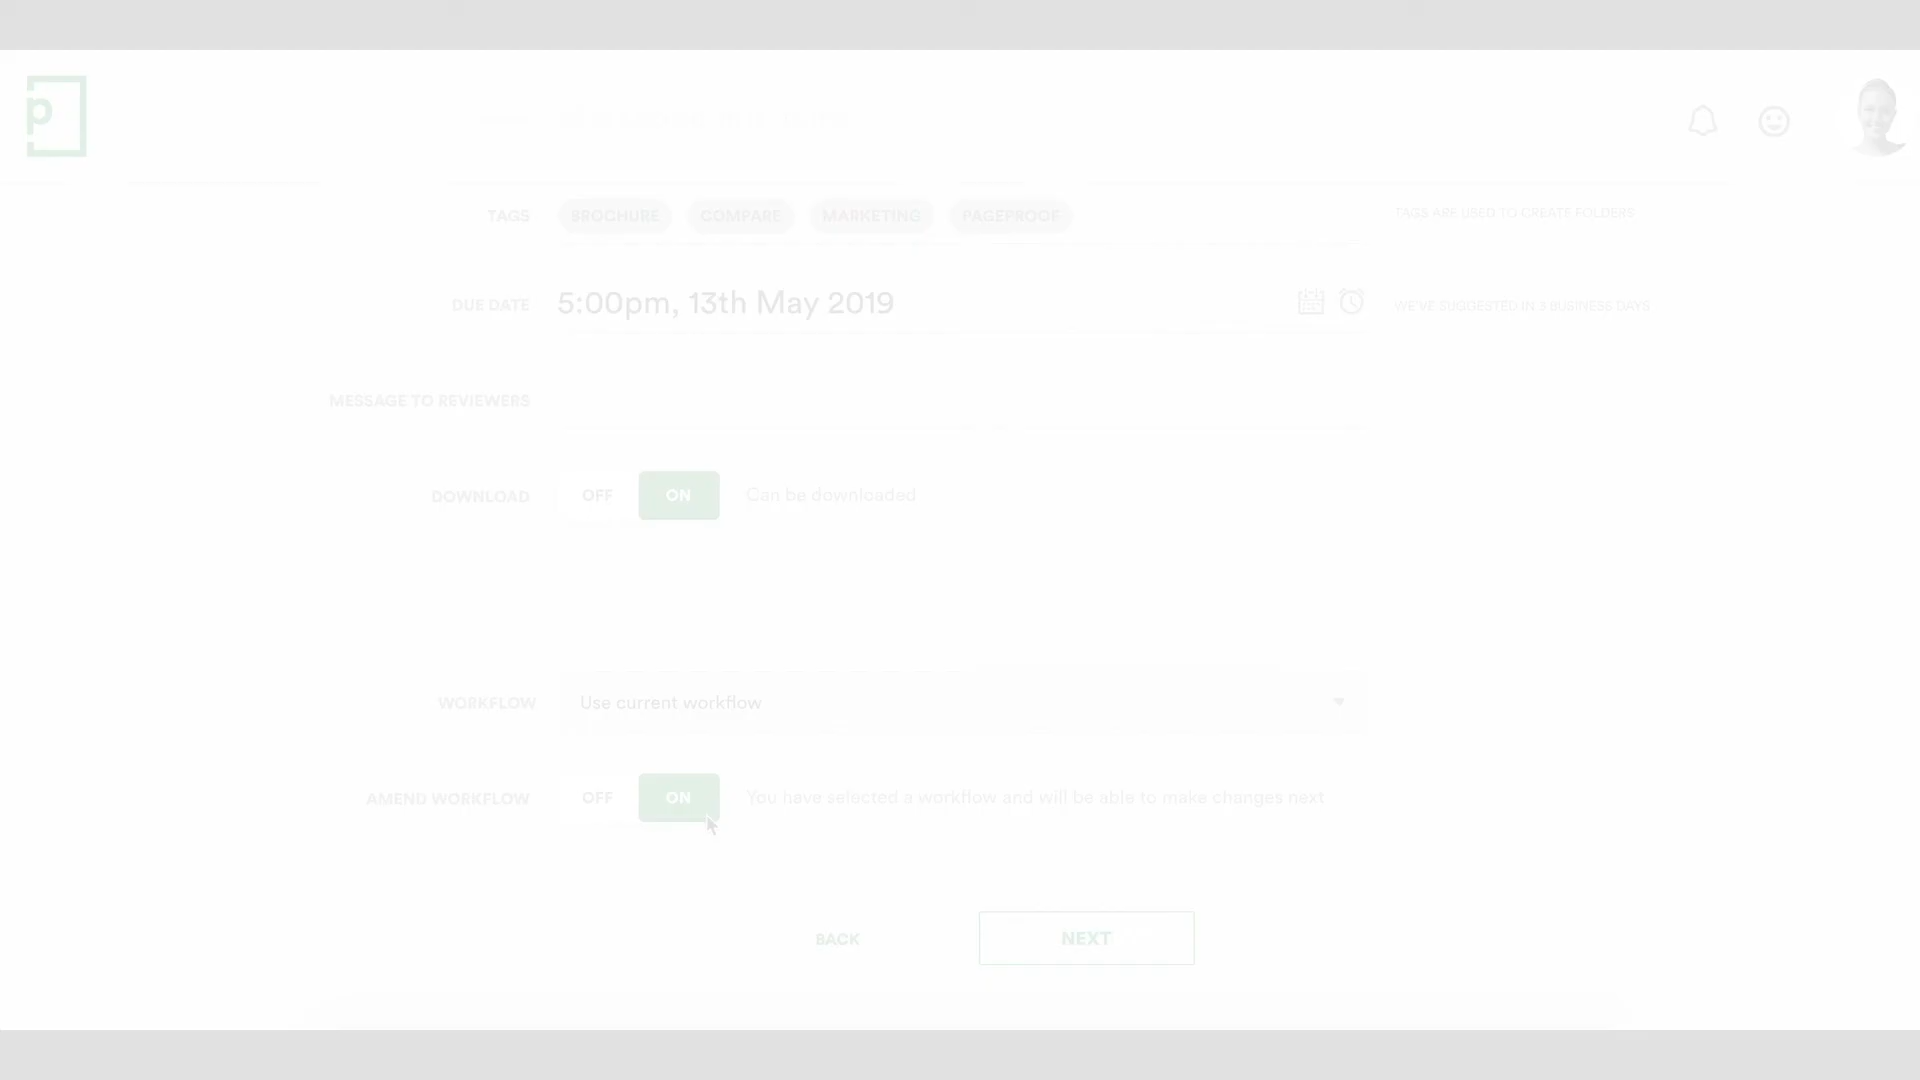 p
TAGS BROCHURE COMPARE MARKETING PAGEPROOF TAGS ARE USED TO CREATE FOLDERS
DUE DATE 5:00pm, 13th May 2019 WE'VE SUGGESTED IN 3 BUSINESS DAYS
MESSAGE TO REVIEWERS
DOWNLOAD OFF ON Can be downloaded
WORKFLOW Use current workflow
AMEND WORKFLOW OFF ON You have selected a workflow and will be able to make changes next
BACK NEXT